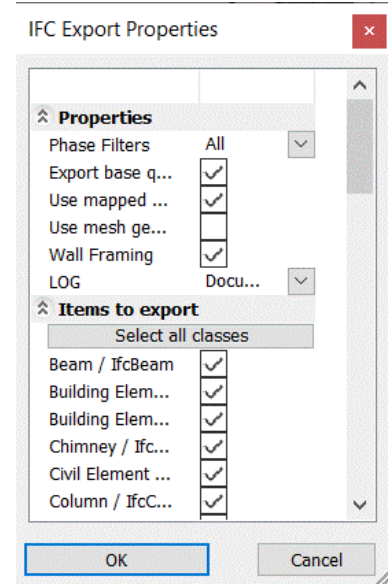 IFC Export Properties
Properties
Phase Filters All
Export base q...
Use mapped ...
Use mesh ge...
Wall Framing
LOG Docu...
Items to export
Select all classes
Beam / IfcBeam
Building Elem...
Building Elem...
Chimney / Ifc...
Civil Element ...
Column / IfcC...
OK Cancel